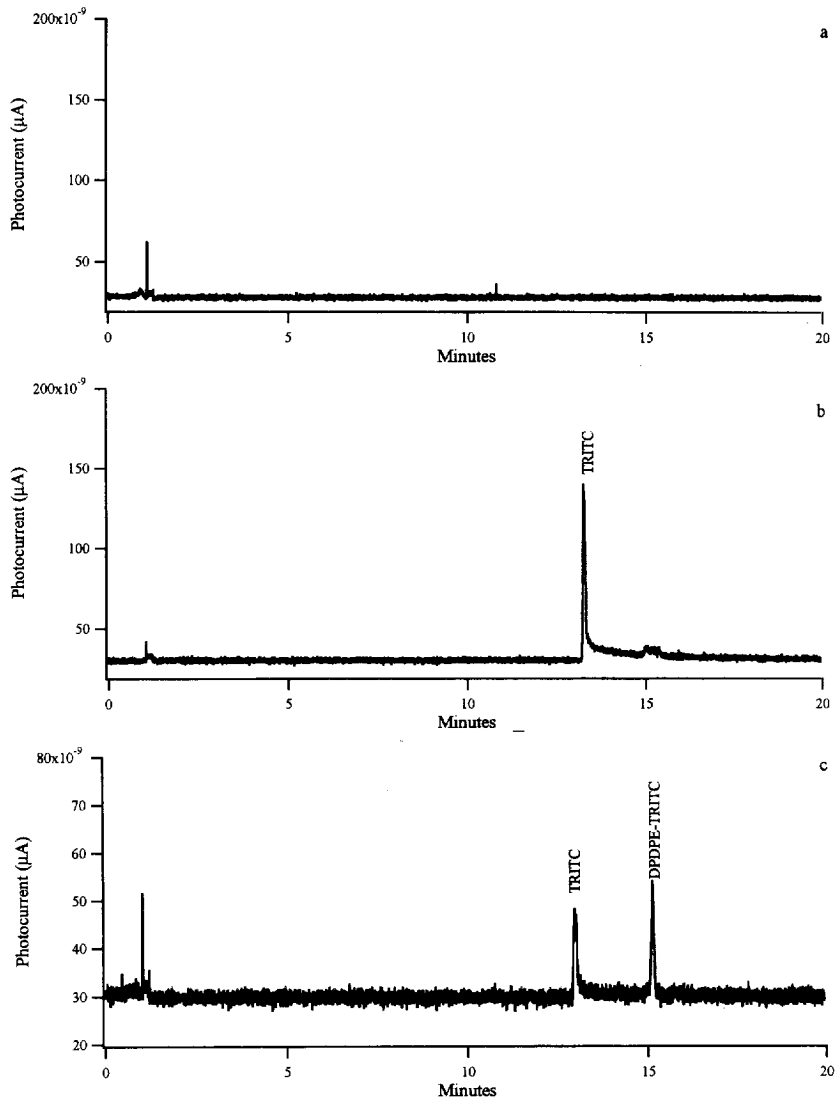 a
200x10⁻⁹
150
100
50
Photocurrent (µA)
0 5 10 15 20
Minutes
b
200x10⁻⁹
150
100
50
Photocurrent (µA)
TRITC
0 5 10 15 20
Minutes
c
80x10⁻⁹
70
60
50
40
30
20
Photocurrent (µA)
TRITC
DPDPE-TRITC
0 5 10 15 20
Minutes